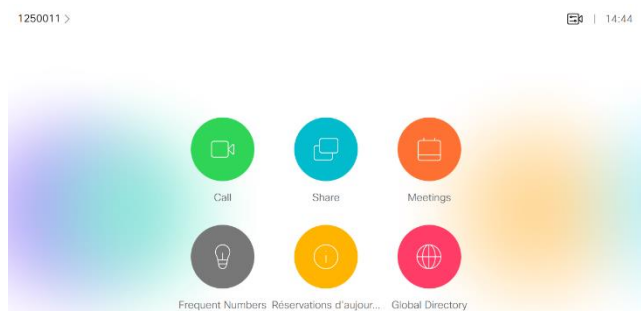 1250011 > 14:44
Call Share Meetings
Frequent Numbers Réservations d'aujour... Global Directory